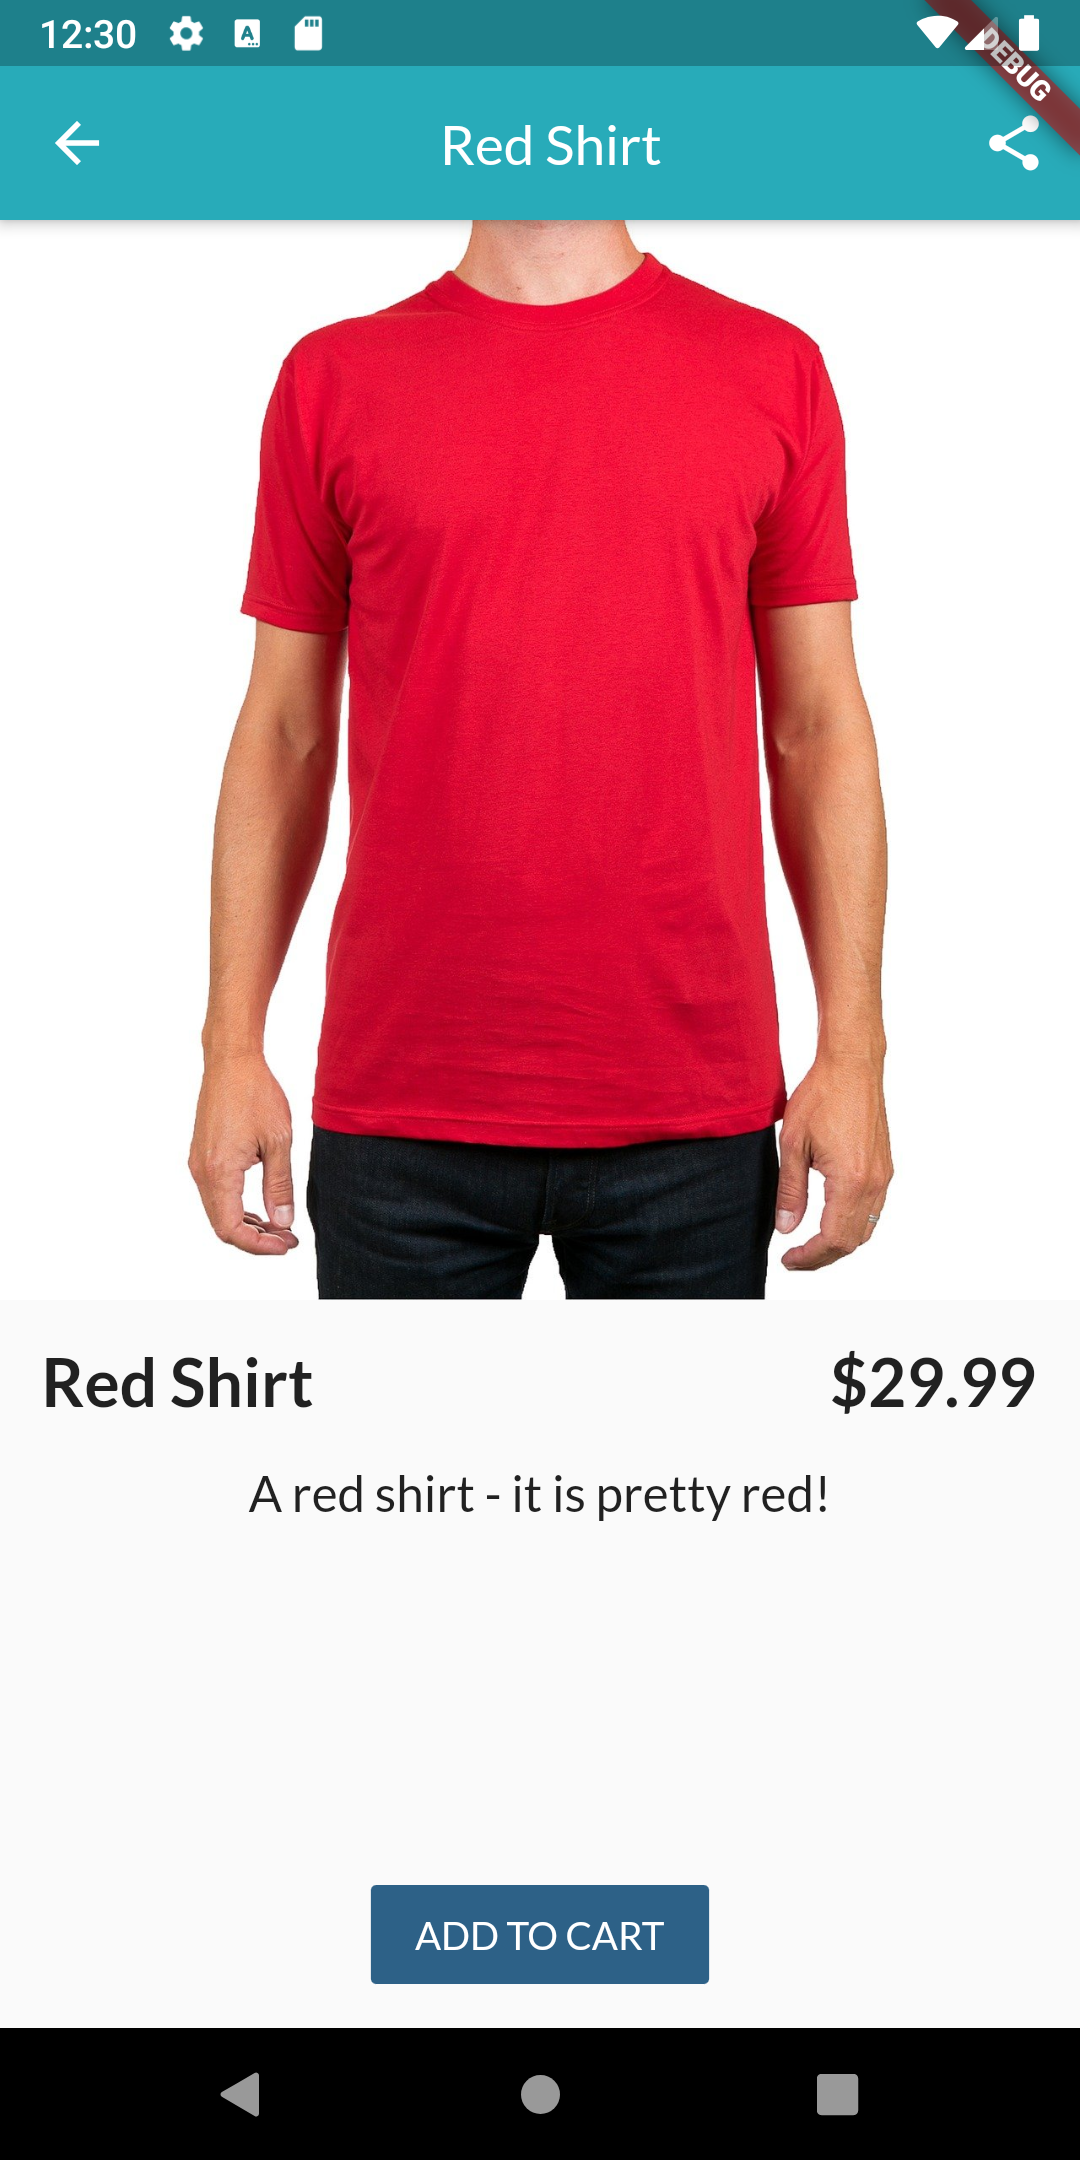 12:30
DEBUG
Red Shirt
Red Shirt $29.99
A red shirt - it is pretty red!
ADD TO CART